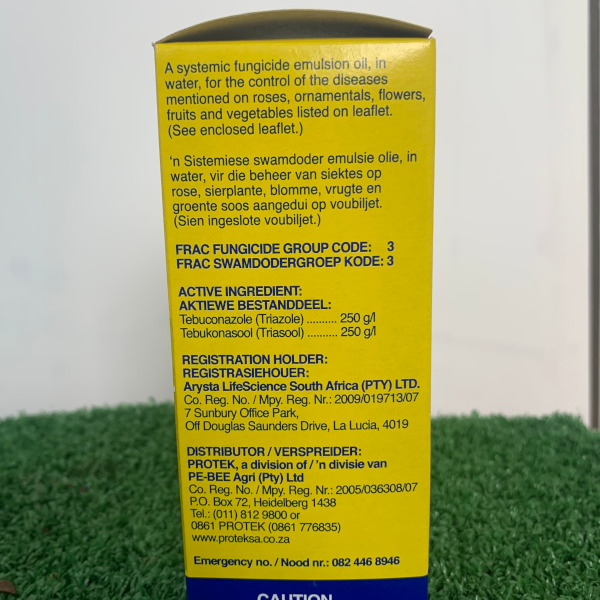 A systemic fungicide emulsion oil, in
water, for the control of the diseases
mentioned on roses, ornamentals, flowers,
fruits and vegetables listed on leaflet.
(See enclosed leaflet.)
'n Sistemiese swamdoder emulsie olie, in
water, vir die beheer van siektes op
rose, sierplante, blomme, vrugte en
groente soos aangedui op voubiljet.
(Sien ingeslote voubiljet.)
FRAC FUNGICIDE GROUP CODE: 3
FRAC SWAMDODERGROEP KODE: 3
ACTIVE INGREDIENT:
AKTIEWE BESTANDDEEL:
Tebuconazole (Triazole) .......... 250 g/l
Tebukonasool (Triasool) .......... 250 g/l
REGISTRATION HOLDER:
REGISTRASIEHOUER:
Arysta LifeScience South Africa (PTY) LTD.
Co. Reg. No. / Mpy. Reg. Nr.: 2009/019713/07
7 Sunbury Office Park,
Off Douglas Saunders Drive, La Lucia, 4019
DISTRIBUTOR / VERSPREIDER:
PROTEK, a division of / 'n divisie van
PE-BEE Agri (Pty) Ltd
Co. Reg. No. / Mpy. Reg. Nr.: 2005/036308/07
P.O. Box 72, Heidelberg 1438
Tel.: (011) 812 9800 or
0861 PROTEK (0861 776835)
www.proteksa.co.za
Emergency no. / Nood nr.: 082 446 8946
CAUTION